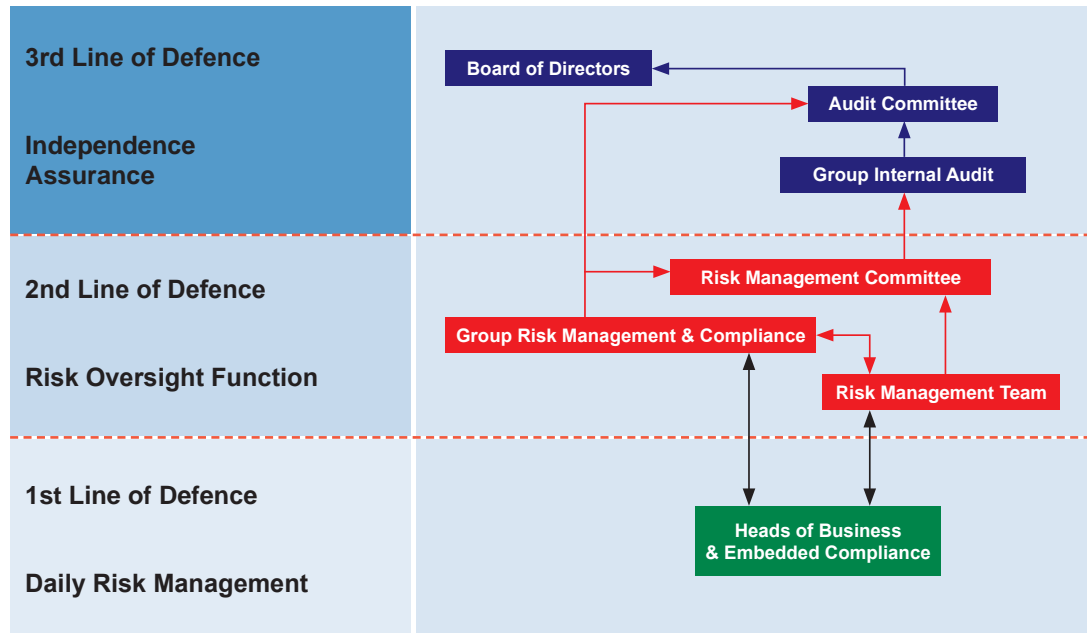 3rd Line of Defence
Independence
Assurance
Board of Directors
Audit Committee
Group Internal Audit
2nd Line of Defence
Risk Oversight Function
Risk Management Committee
Group Risk Management & Compliance
Risk Management Team
1st Line of Defence
Daily Risk Management
Heads of Business
& Embedded Compliance